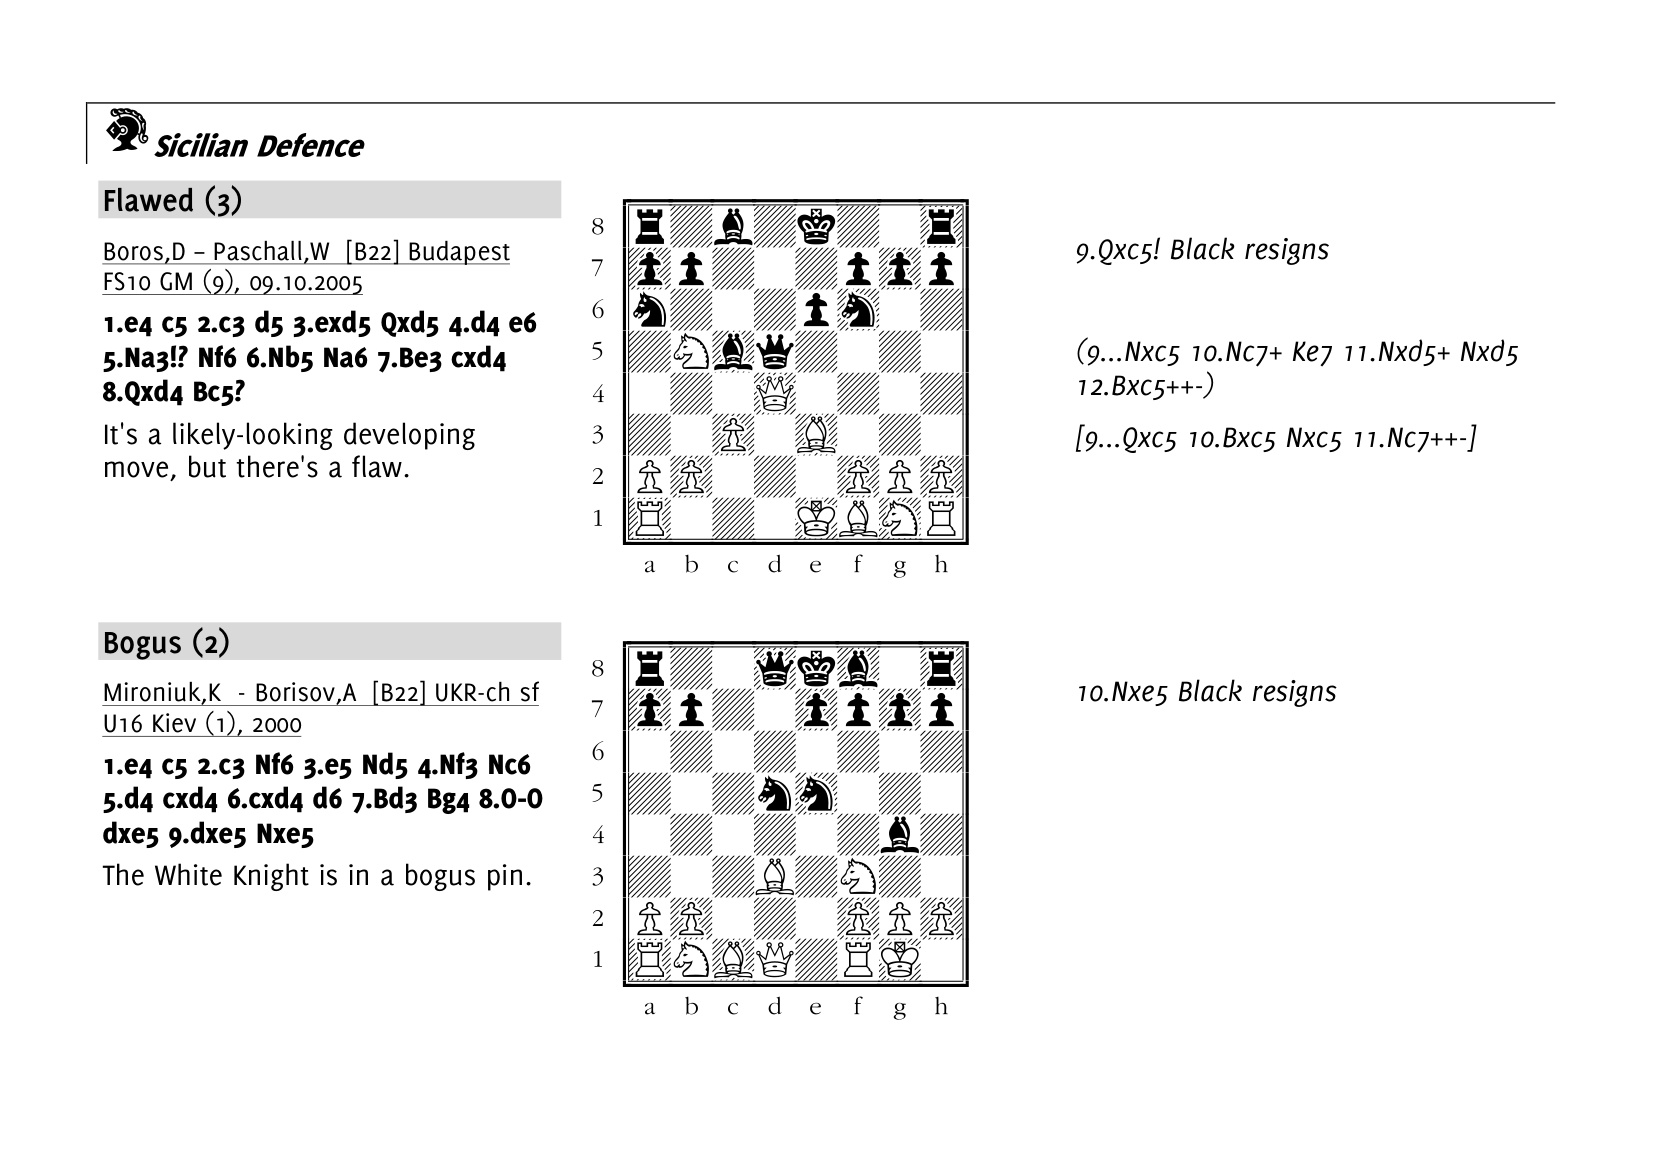 Sicilian Defence
Flawed (3)
Boros,D – Paschall,W  [B22] Budapest
FS10 GM (9), 09.10.2005
1.e4 c5 2.c3 d5 3.exd5 Qxd5 4.d4 e6
5.Na3!? Nf6 6.Nb5 Na6 7.Be3 cxd4
8.Qxd4 Bc5?
It's a likely-looking developing
move, but there's a flaw.
8
7
6
5
4
3
2
1
a b c d e f g h
9.Qxc5! Black resigns
(9...Nxc5 10.Nc7+ Ke7 11.Nxd5+ Nxd5
12.Bxc5++-)
[9...Qxc5 10.Bxc5 Nxc5 11.Nc7++-]
Bogus (2)
Mironiuk,K  - Borisov,A  [B22] UKR-ch sf
U16 Kiev (1), 2000
1.e4 c5 2.c3 Nf6 3.e5 Nd5 4.Nf3 Nc6
5.d4 cxd4 6.cxd4 d6 7.Bd3 Bg4 8.0-0
dxe5 9.dxe5 Nxe5
The White Knight is in a bogus pin.
8
7
6
5
4
3
2
1
a b c d e f g h
10.Nxe5 Black resigns